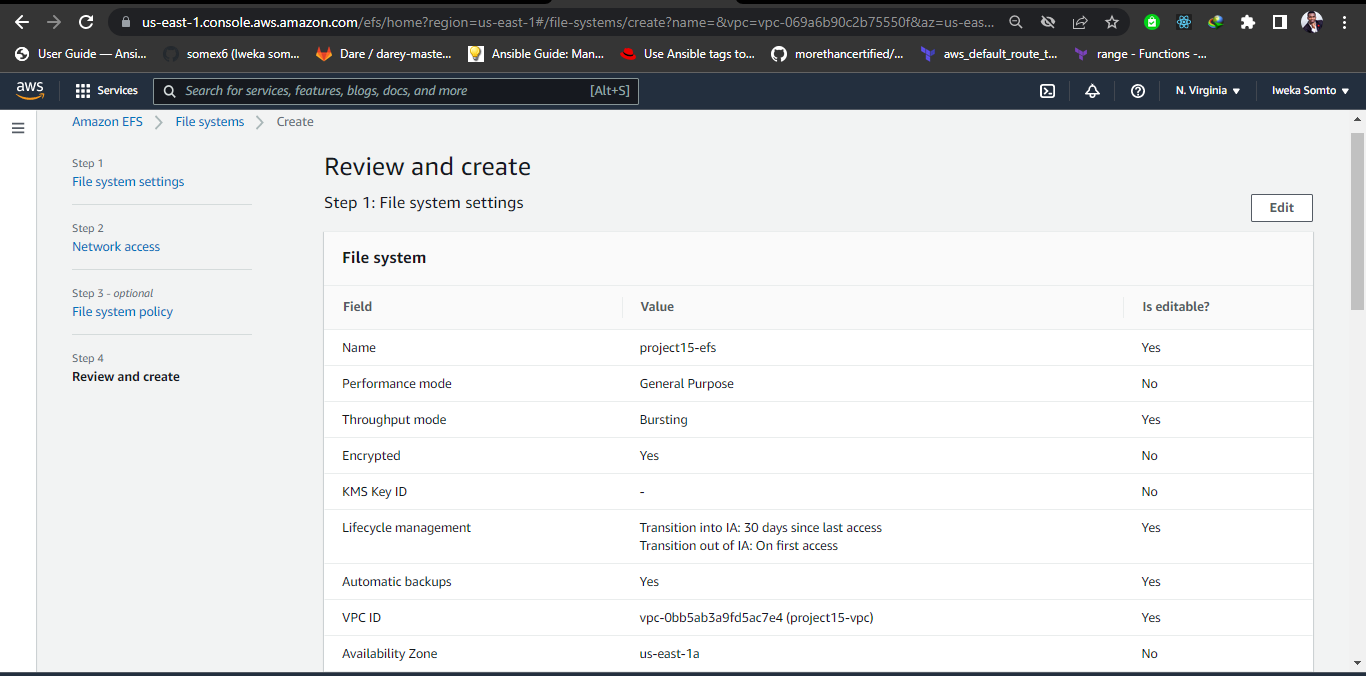 us-east-1.console.aws.amazon.com/efs/home?region=us-east-1#/file-systems/create?name=&vpc=vpc-069a6b90c2b75550f&az=us-eas...
User Guide — Ansi...
somex6 (Iweka som...
Dare / darey-maste...
Ansible Guide: Man...
Use Ansible tags to...
morethancertified/...
aws_default_route_t...
range - Functions -...
aws
Services
Search for services, features, blogs, docs, and more
[Alt+S]
N. Virginia
Iweka Somto
Amazon EFS
File systems
Create
Step 1
File system settings
Step 2
Network access
Step 3 - optional
File system policy
Step 4
Review and create
Review and create
Step 1: File system settings
Edit
File system
Field Value Is editable?
Name project15-efs Yes
Performance mode General Purpose No
Throughput mode Bursting Yes
Encrypted Yes No
KMS Key ID - No
Lifecycle management Transition into IA: 30 days since last access Yes
Transition out of IA: On first access
Automatic backups Yes Yes
VPC ID vpc-0bb5ab3a9fd5ac7e4 (project15-vpc) Yes
Availability Zone us-east-1a No